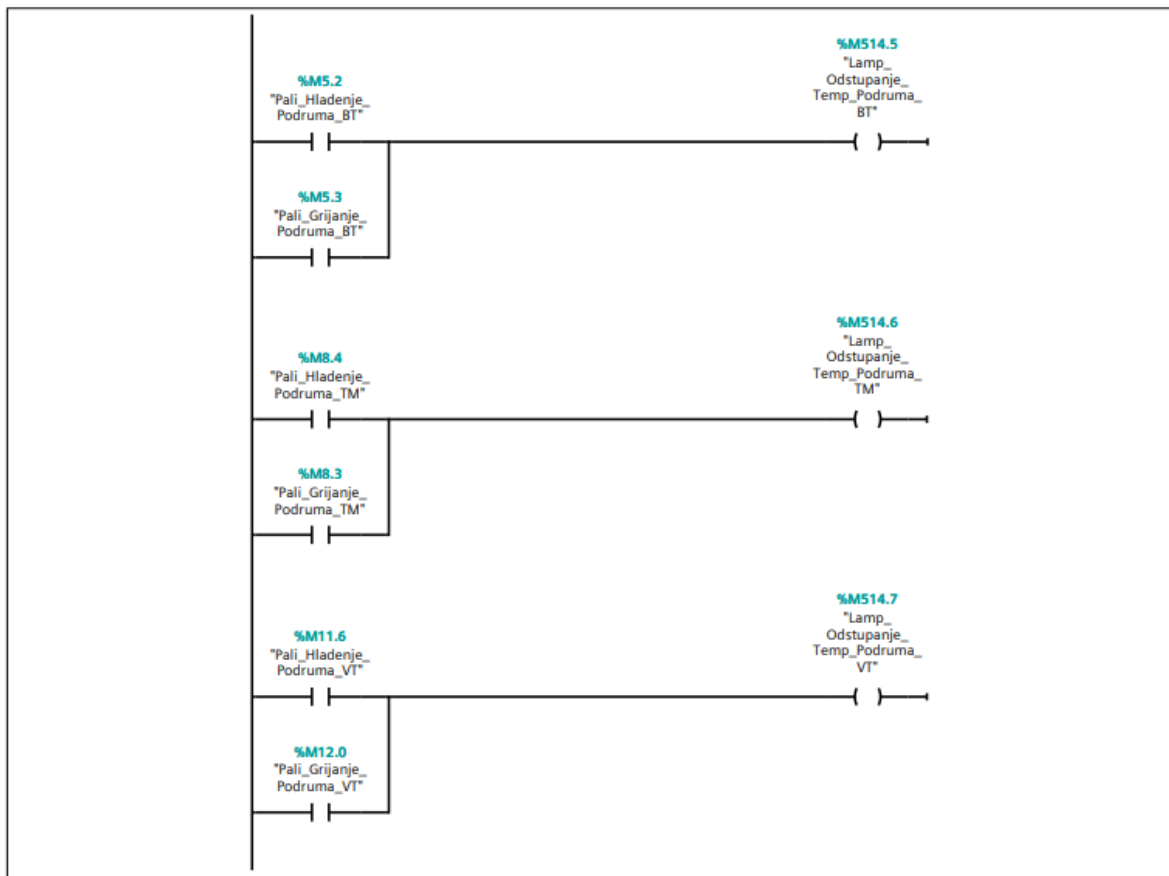 %M514.5
"Lamp_
Odstupanje_
Temp_Podruma_
BT"
%M5.2
"Pali_Hladenje_
Podruma_BT"
%M5.3
"Pali_Grijanje_
Podruma_BT"
%M514.6
"Lamp_
Odstupanje_
Temp_Podruma_
TM"
%M8.4
"Pali_Hladenje_
Podruma_TM"
%M8.3
"Pali_Grijanje_
Podruma_TM"
%M514.7
"Lamp_
Odstupanje_
Temp_Podruma_
VT"
%M11.6
"Pali_Hladenje_
Podruma_VT"
%M12.0
"Pali_Grijanje_
Podruma_VT"